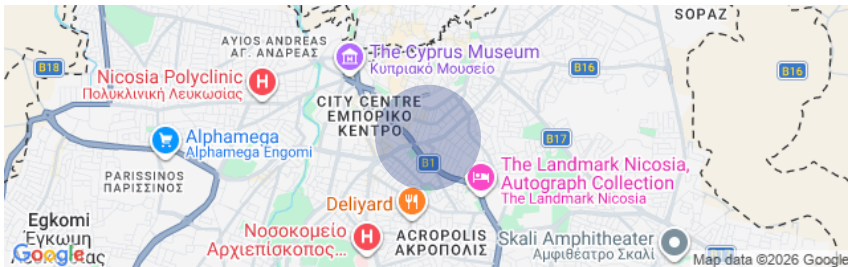 SOPAZ
AYIOS ANDREAS
ΑΓ. ΑΝΔΡΕΑΣ
The Cyprus Museum
Κυπριακό Μουσείο
B18
B16
B16
Nicosia Polyclinic
Πολυκλινική Λευκωσίας
CITY CENTRE
ΕΜΠΟΡΙΚΟ
ΚΕΝΤΡΟ
Alphamega
Alphamega Engomi
B17
B1
PARISSINOS
ΠΑΡΙΣΣΙΝΟΣ
The Landmark Nicosia,
Autograph Collection
The Landmark Nicosia
Deliyard
Egkomi
Έγκωμη
Νοσοκομείο
Αρχιεπίσκοπος...
ACROPOLIS
ΑΚΡΟΠΟΛΙΣ
Skali Amphitheater
Αμφιθέατρο Σκαλί
Google
Map data ©2026 Google